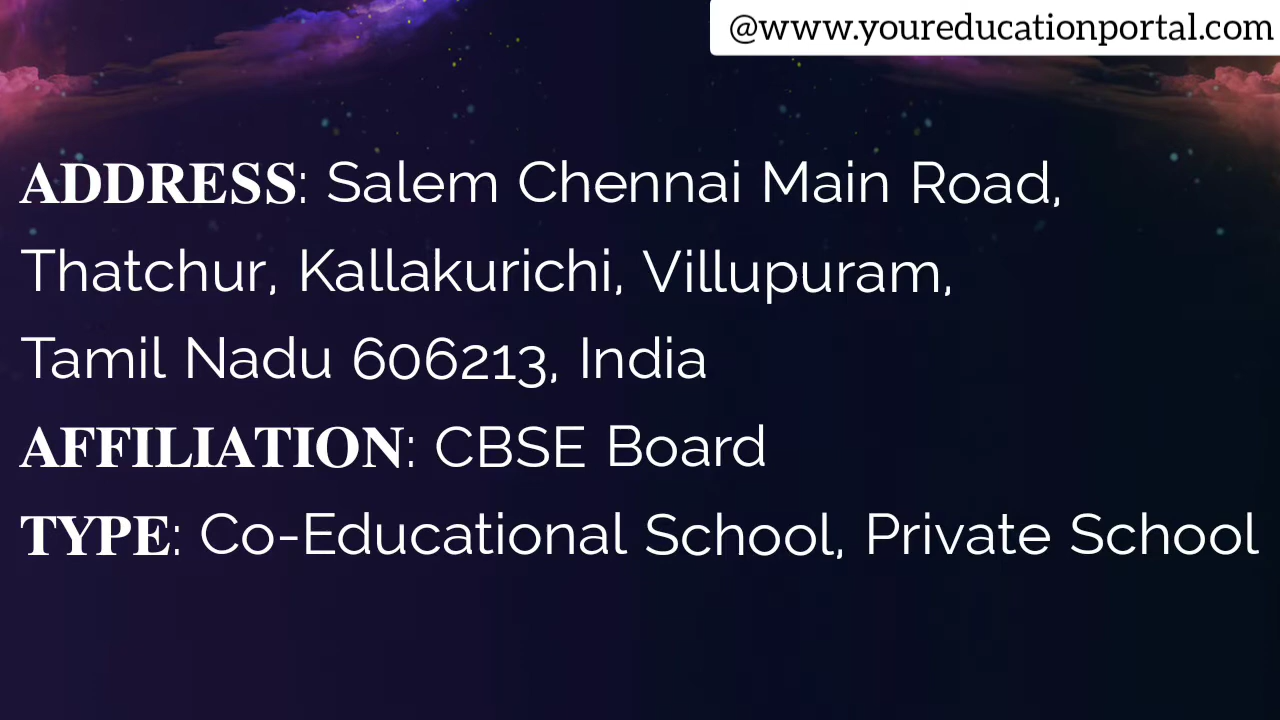 @www.youreducationportal.com
ADDRESS: Salem Chennai Main Road,
Thatchur, Kallakurichi, Villupuram,
Tamil Nadu 606213, India
AFFILIATION: CBSE Board
TYPE: Co-Educational School, Private School